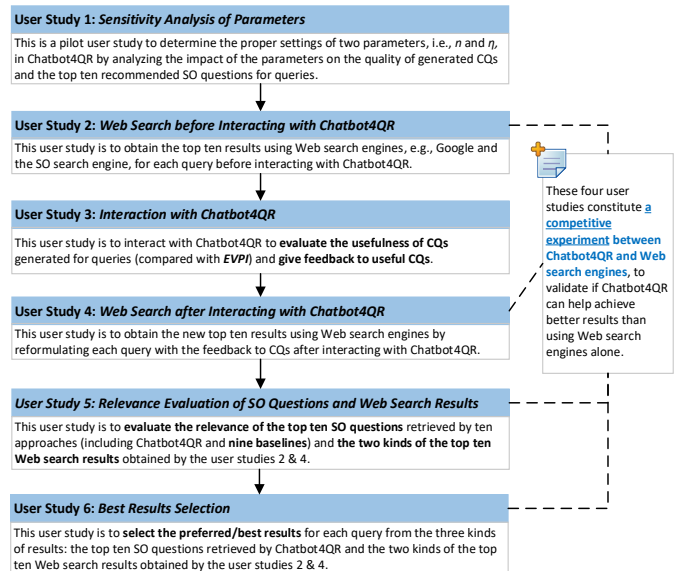 User Study 1: Sensitivity Analysis of Parameters
This is a pilot user study to determine the proper settings of two parameters, i.e., n and η,
in Chatbot4QR by analyzing the impact of the parameters on the quality of generated CQs
and the top ten recommended SO questions for queries.
User Study 2: Web Search before Interacting with Chatbot4QR
This user study is to obtain the top ten results using Web search engines, e.g., Google and
the SO search engine, for each query before interacting with Chatbot4QR.
User Study 3: Interaction with Chatbot4QR
This user study is to interact with Chatbot4QR to evaluate the usefulness of CQs
generated for queries (compared with EVPI) and give feedback to useful CQs.
User Study 4: Web Search after Interacting with Chatbot4QR
This user study is to obtain the new top ten results using Web search engines by
reformulating each query with the feedback to CQs after interacting with Chatbot4QR.
User Study 5: Relevance Evaluation of SO Questions and Web Search Results
This user study is to evaluate the relevance of the top ten SO questions retrieved by ten
approaches (including Chatbot4QR and nine baselines) and the two kinds of the top ten
Web search results obtained by the user studies 2 & 4.
User Study 6: Best Results Selection
This user study is to select the preferred/best results for each query from the three kinds
of results: the top ten SO questions retrieved by Chatbot4QR and the two kinds of the top
ten Web search results obtained by the user studies 2 & 4.
These four user
studies constitute a
competitive
experiment between
Chatbot4QR and Web
search engines, to
validate if Chatbot4QR
can help achieve
better results than
using Web search
engines alone.